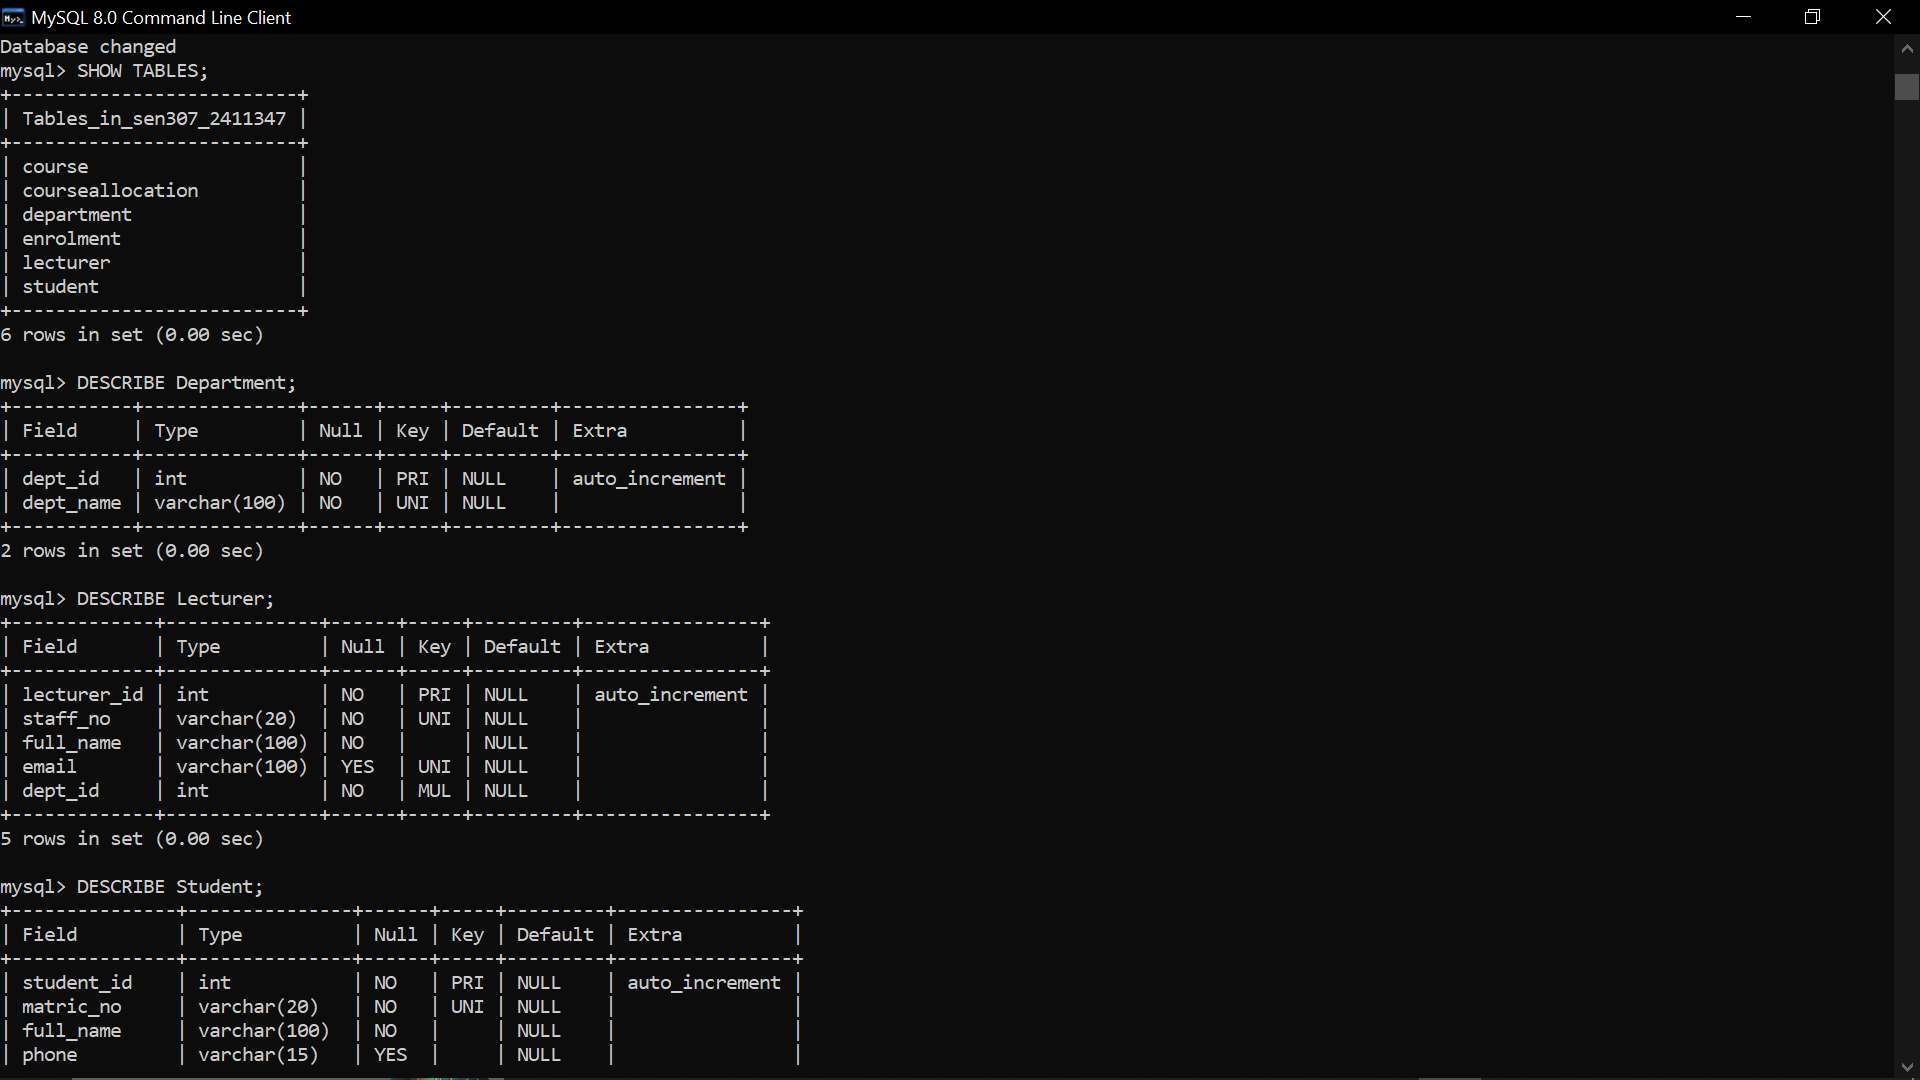 MySQL 8.0 Command Line Client
Database changed
mysql> SHOW TABLES;
+--------------------------+
| Tables_in_sen307_2411347 |
+--------------------------+
| course                   |
| courseallocation         |
| department               |
| enrolment                |
| lecturer                 |
| student                  |
+--------------------------+
6 rows in set (0.00 sec)

mysql> DESCRIBE Department;
+-----------+--------------+------+-----+---------+----------------+
| Field     | Type         | Null | Key | Default | Extra          |
+-----------+--------------+------+-----+---------+----------------+
| dept_id   | int          | NO   | PRI | NULL    | auto_increment |
| dept_name | varchar(100) | NO   | UNI | NULL    |                |
+-----------+--------------+------+-----+---------+----------------+
2 rows in set (0.00 sec)

mysql> DESCRIBE Lecturer;
+-------------+--------------+------+-----+---------+----------------+
| Field       | Type         | Null | Key | Default | Extra          |
+-------------+--------------+------+-----+---------+----------------+
| lecturer_id | int          | NO   | PRI | NULL    | auto_increment |
| staff_no    | varchar(20)  | NO   | UNI | NULL    |                |
| full_name   | varchar(100) | NO   |     | NULL    |                |
| email       | varchar(100) | YES  | UNI | NULL    |                |
| dept_id     | int          | NO   | MUL | NULL    |                |
+-------------+--------------+------+-----+---------+----------------+
5 rows in set (0.00 sec)

mysql> DESCRIBE Student;
+---------------+---------------+------+-----+---------+----------------+
| Field         | Type          | Null | Key | Default | Extra          |
+---------------+---------------+------+-----+---------+----------------+
| student_id    | int           | NO   | PRI | NULL    | auto_increment |
| matric_no     | varchar(20)   | NO   | UNI | NULL    |                |
| full_name     | varchar(100)  | NO   |     | NULL    |                |
| phone         | varchar(15)   | YES  |     | NULL    |                |